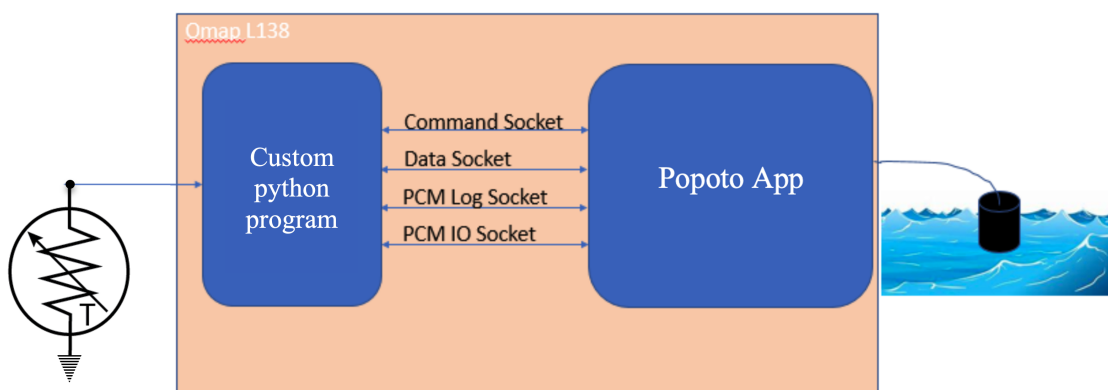 Omap L138
Custom
python
program
Command Socket
Data Socket
PCM Log Socket
PCM IO Socket
Popoto App
T